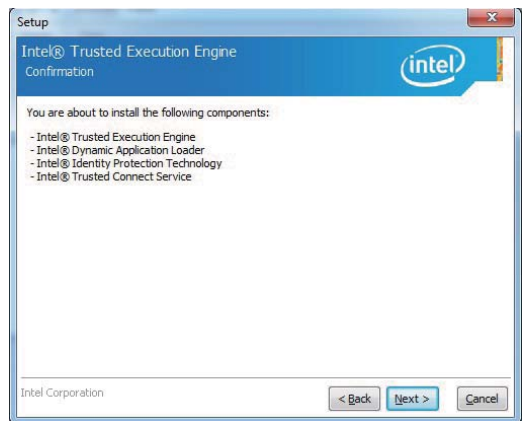 Setup
Intel® Trusted Execution Engine
Confirmation
intel
You are about to install the following components:
- Intel® Trusted Execution Engine
- Intel® Dynamic Application Loader
- Intel® Identity Protection Technology
- Intel® Trusted Connect Service
Intel Corporation
< Back
Next >
Cancel